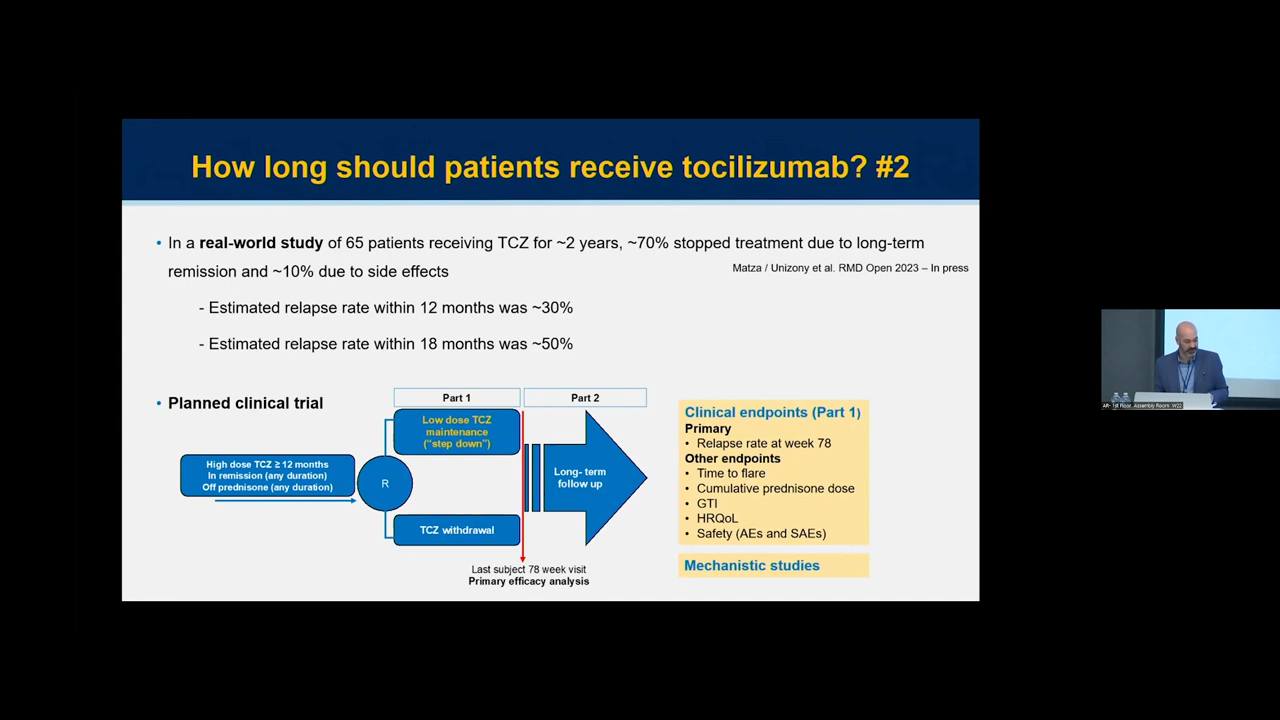 How long should patients receive tocilizumab? #2
• In a real-world study of 65 patients receiving TCZ for ~2 years, ~70% stopped treatment due to long-term
remission and ~10% due to side effects
Matza / Unizony et al. RMD Open 2023 – In press
- Estimated relapse rate within 12 months was ~30%
- Estimated relapse rate within 18 months was ~50%
• Planned clinical trial
Part 1
Part 2
Low dose TCZ
maintenance
("step down")
High dose TCZ ≥ 12 months
In remission (any duration)
Off prednisone (any duration)
R
Long- term
follow up
TCZ withdrawal
Last subject 78 week visit
Primary efficacy analysis
Clinical endpoints (Part 1)
Primary
• Relapse rate at week 78
Other endpoints
• Time to flare
• Cumulative prednisone dose
• GTI
• HRQoL
• Safety (AEs and SAEs)
Mechanistic studies
AR- 1st Floor, Assembly Room, W22